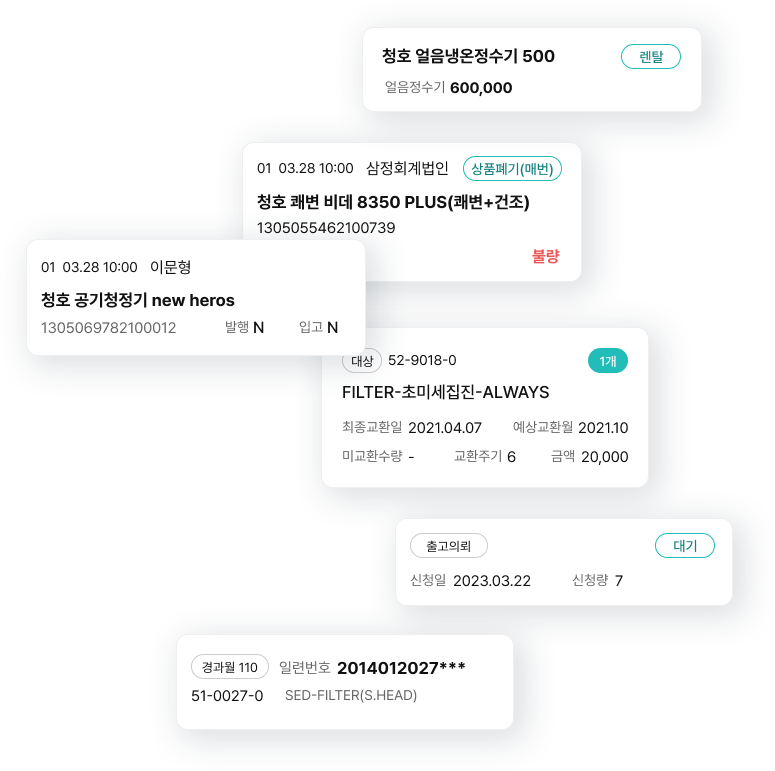 청호 얼음냉온정수기 500 렌탈
얼음정수기 600,000
01 03.28 10:00 삼정회계법인 상품폐기(매번)
청호 쾌변 비데 8350 PLUS(쾌변+건조)
1305055462100739
불량
01 03.28 10:00 이문형
청호 공기청정기 new heros
1305069782100012 발행 N 입고 N
대상 52-9018-0 1개
FILTER-초미세집진-ALWAYS
최종교환일 2021.04.07 예상교환월 2021.10
미교환수량 - 교환주기 6 금액 20,000
출고의뢰 대기
신청일 2023.03.22 신청량 7
경과월 110 일련번호 2014012027***
51-0027-0 SED-FILTER(S.HEAD)